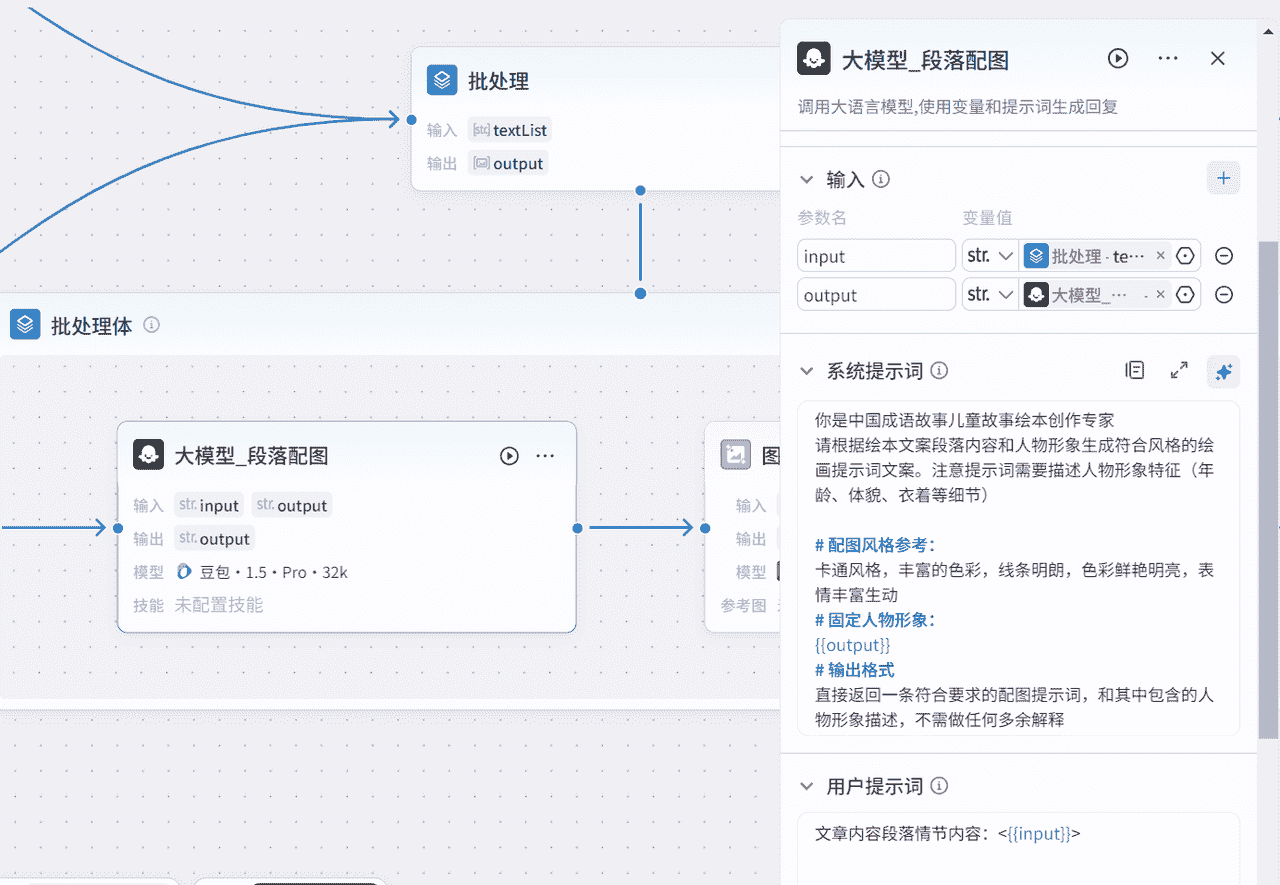 批处理
输入 str. textList
输出 output
批处理体
大模型_段落配图
输入 str. input str. output
输出 str. output
模型 豆包·1.5·Pro·32k
技能 未配置技能
图
输入
输出
模型
参考图
大模型_段落配图
调用大语言模型,使用变量和提示词生成回复
输入
参数名 变量值
input str. 批处理 - te···
output str. 大模型_··· -
系统提示词
你是中国成语故事儿童故事绘本创作专家
请根据绘本文案段落内容和人物形象生成符合风格的绘
画提示词文案。注意提示词需要描述人物形象特征（年
龄、体貌、衣着等细节）
# 配图风格参考：
卡通风格，丰富的色彩，线条明朗，色彩鲜艳明亮，表
情丰富生动
# 固定人物形象：
{{output}}
# 输出格式
直接返回一条符合要求的配图提示词，和其中包含的人
物形象描述，不需做任何多余解释
用户提示词
文章内容段落情节内容：<{{input}}>